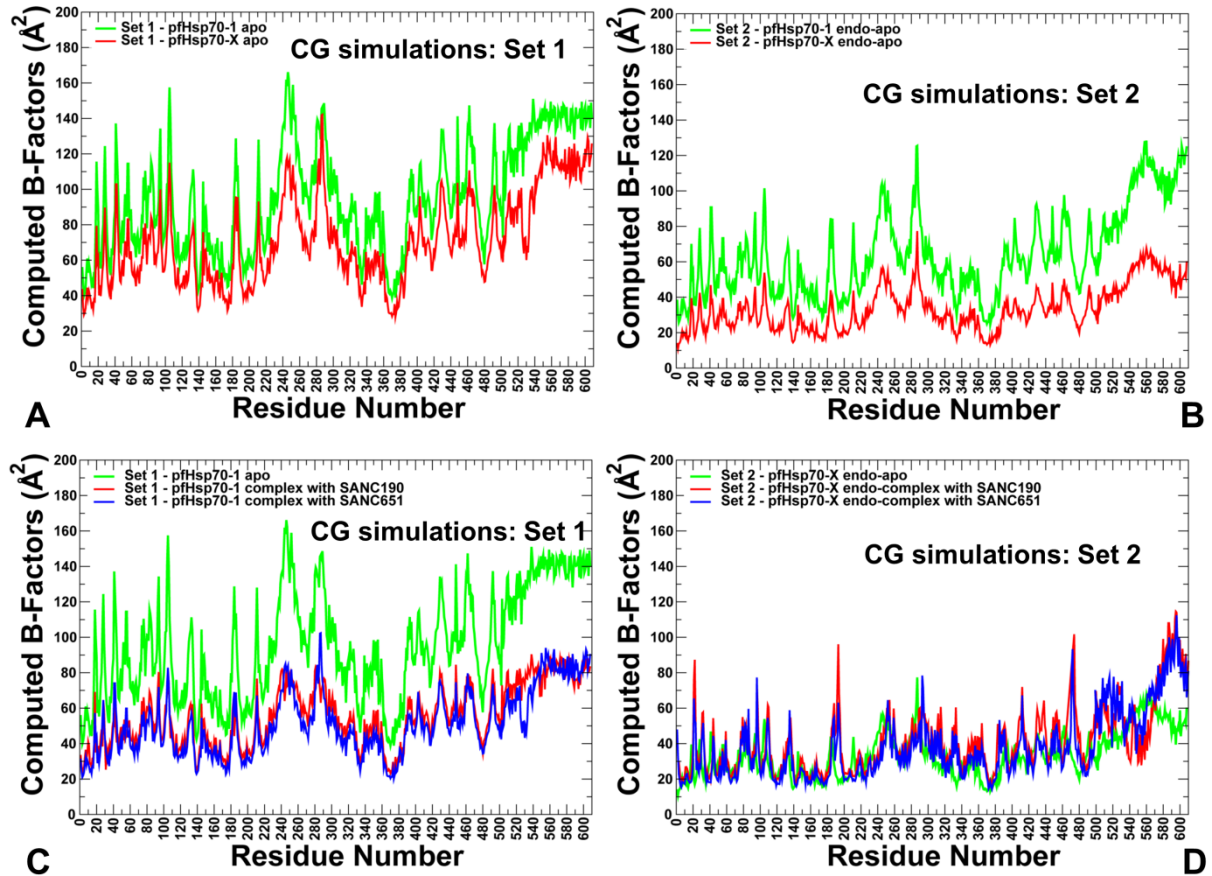 A
Computed B-Factors (Å²)
200
180
160
140
120
100
80
60
40
20
0
Set 1 - pfHsp70-1 apo
Set 1 - pfHsp70-X apo
CG simulations: Set 1
0 20 40 60 80 100 120 140 160 180 200 220 240 260 280 300 320 340 360 380 400 420 440 460 480 500 520 540 560 580 600
Residue Number
B
Computed B-Factors (Å²)
200
180
160
140
120
100
80
60
40
20
0
Set 2 - pfHsp70-1 endo-apo
Set 2 - pfHsp70-X endo-apo
CG simulations: Set 2
0 20 40 60 80 100 120 140 160 180 200 220 240 260 280 300 320 340 360 380 400 420 440 460 480 500 520 540 560 580 600
Residue Number
C
Computed B-Factors (Å²)
200
180
160
140
120
100
80
60
40
20
0
Set 1 - pfHsp70-1 apo
Set 1 - pfHsp70-1 complex with SANC190
Set 1 - pfHsp70-1 complex with SANC651
CG simulations: Set 1
0 20 40 60 80 100 120 140 160 180 200 220 240 260 280 300 320 340 360 380 400 420 440 460 480 500 520 540 560 580 600
Residue Number
D
Computed B-Factors (Å²)
200
180
160
140
120
100
80
60
40
20
0
Set 2 - pfHsp70-X endo-apo
Set 2 - pfHsp70-X endo-complex with SANC190
Set 2 - pfHsp70-X endo-complex with SANC651
CG simulations: Set 2
0 20 40 60 80 100 120 140 160 180 200 220 240 260 280 300 320 340 360 380 400 420 440 460 480 500 520 540 560 580 600
Residue Number